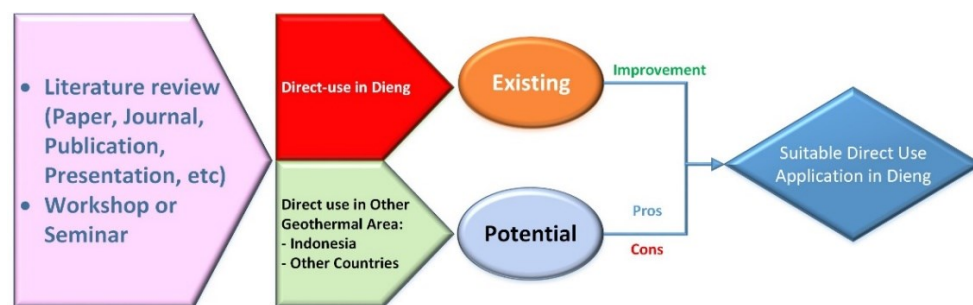 • Literature review
(Paper, Journal,
Publication,
Presentation, etc)
• Workshop or
Seminar
Direct-use in Dieng
Direct use in Other
Geothermal Area:
- Indonesia
- Other Countries
Existing
Potential
Improvement
Pros
Cons
Suitable Direct Use
Application in Dieng